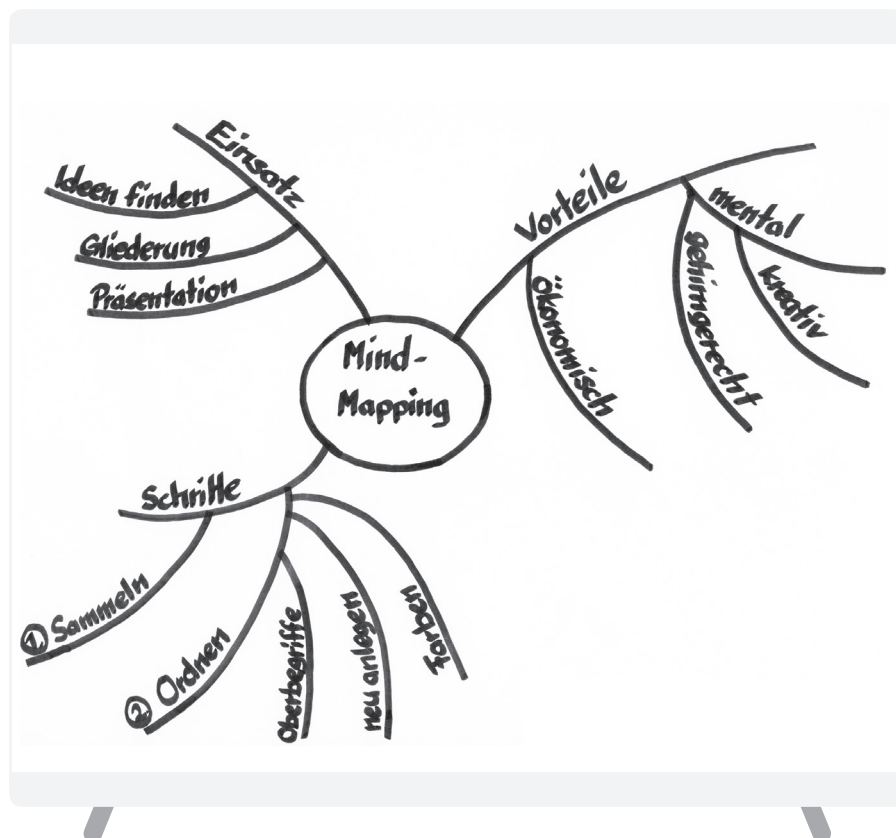 Einsatz
Ideen finden
Gliederung
Präsentation
Mind-
Mapping
Vorteile
Ökonomisch
mental
gehirngerecht
kreativ
Schritte
① Sammeln
② Ordnen
Oberbegriffe
neu anlegen
Farben